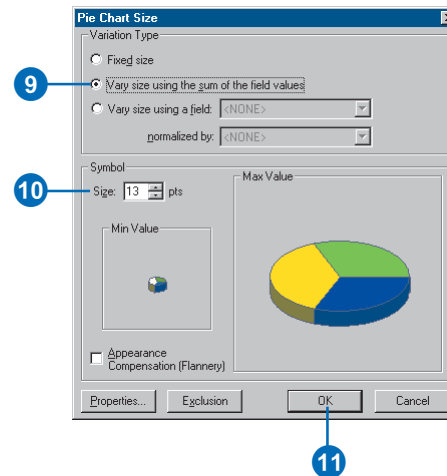 Pie Chart Size
Variation Type
Fixed size
9
Vary size using the sum of the field values
Vary size using a field: <NONE>
normalized by: <NONE>
Symbol
10
Size: 13 pts
Max Value
Min Value
Appearance
Compensation (Flannery)
Properties... Exclusion OK Cancel
11